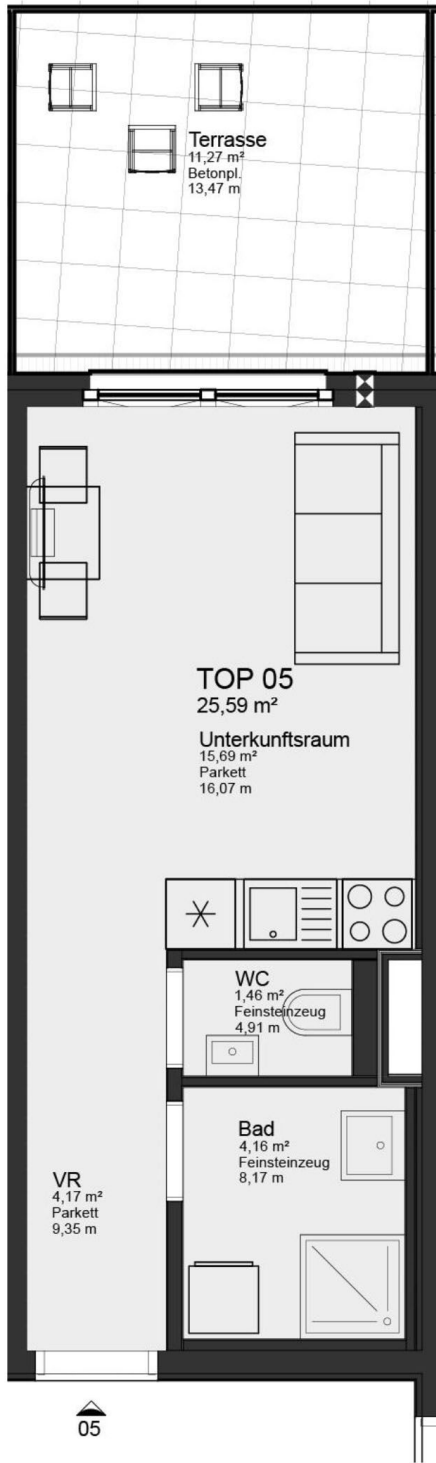 Terrasse
11,27 m²
Betonpl.
13,47 m
TOP 05
25,59 m²
Unterkunftsraum
15,69 m²
Parkett
16,07 m
WC
1,46 m²
Feinsteinzeug
4,91 m
Bad
4,16 m²
Feinsteinzeug
8,17 m
VR
4,17 m²
Parkett
9,35 m
05